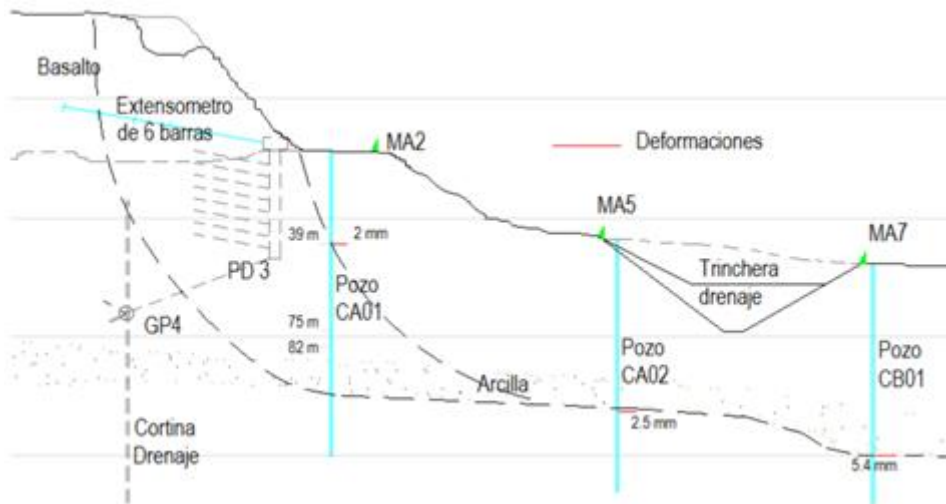 Basalto
Extensometro
de 6 barras
MA2
Deformaciones
MA5
MA7
39 m
2 mm
PD 3
Trinchera
drenaje
Pozo
CA01
GP4
75 m
82 m
Pozo
CA02
Pozo
CB01
Arcilla
2.5 mm
Cortina
Drenaje
5.4 mm